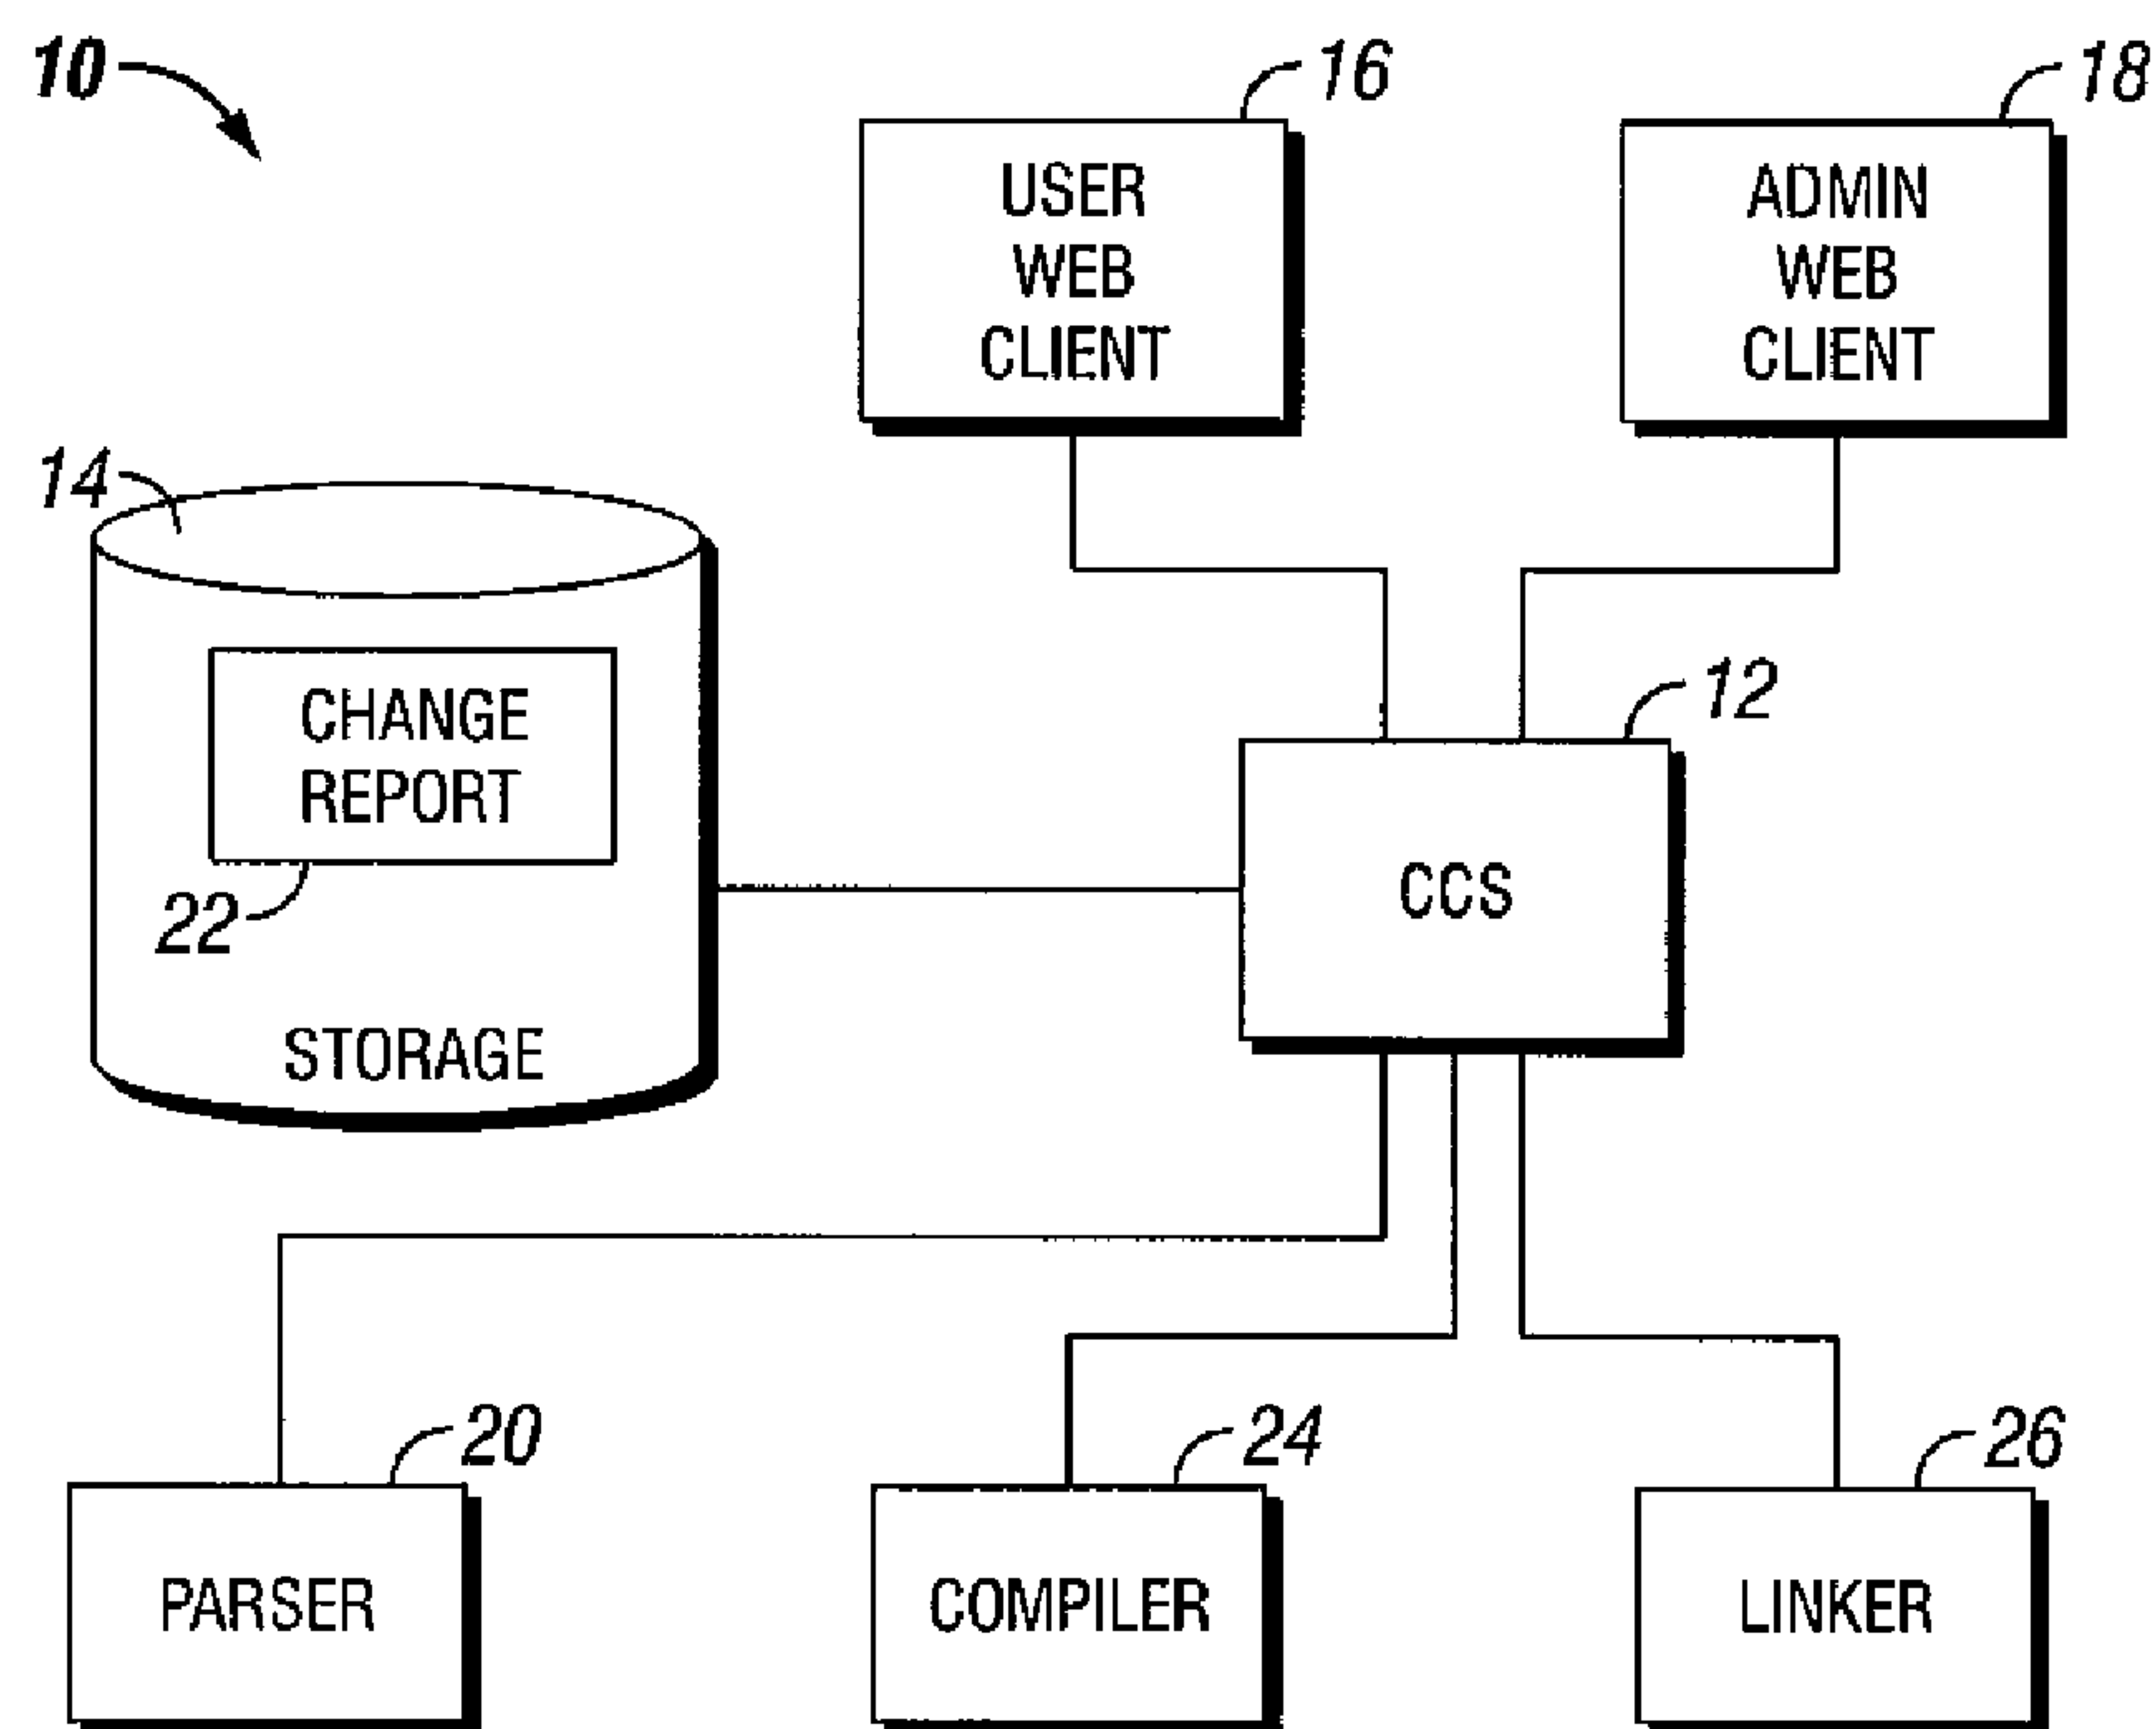 10
16
18
USER
WEB
CLIENT
ADMIN
WEB
CLIENT
14
CHANGE
REPORT
12
CCS
22
STORAGE
20
24
26
PARSER
COMPILER
LINKER